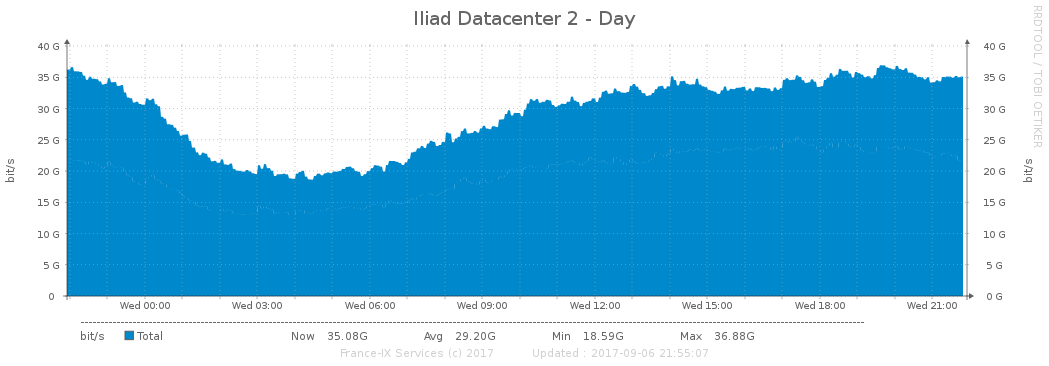 Iliad Datacenter 2 - Day
RRDTOOL / TOBI OETIKER
40 G 40 G
35 G 35 G
30 G 30 G
25 G 25 G
20 G 20 G
15 G 15 G
10 G 10 G
5 G 5 G
0 0 G
bit/s bit/s
Wed 00:00 Wed 03:00 Wed 06:00 Wed 09:00 Wed 12:00 Wed 15:00 Wed 18:00 Wed 21:00
bit/s Total Now 35.08G Avg 29.20G Min 18.59G Max 36.88G
France-IX Services (c) 2017 Updated : 2017-09-06 21:55:07